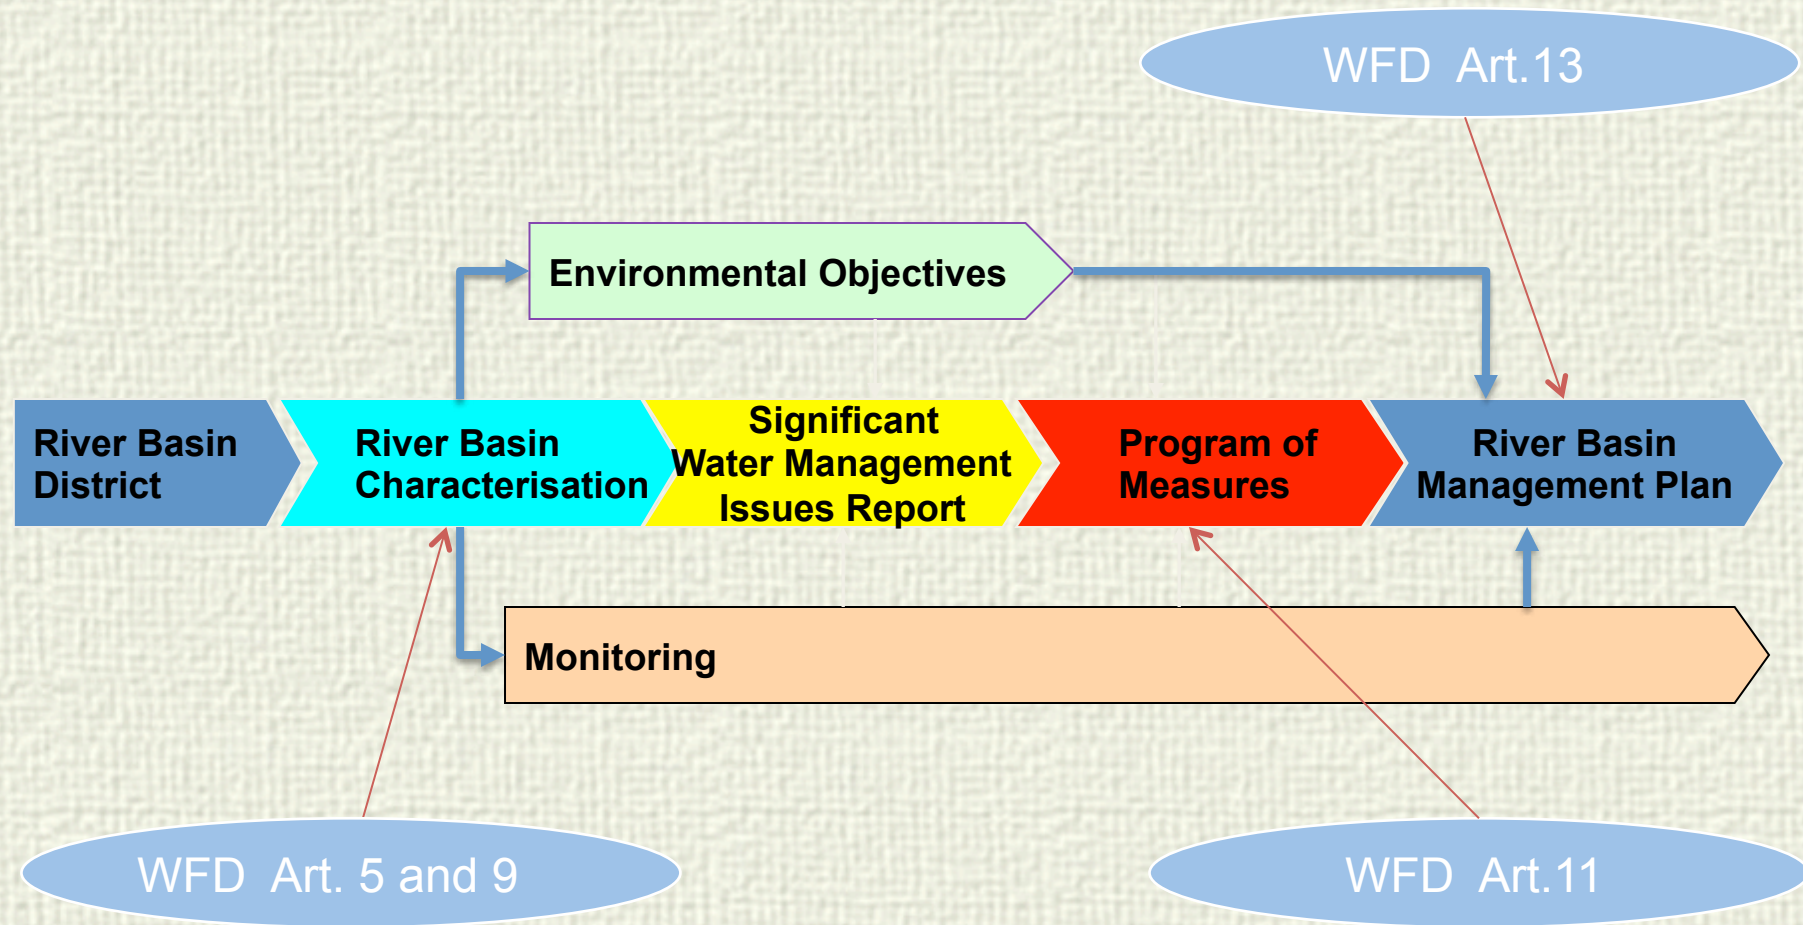 WFD Art.13
Environmental Objectives
River Basin
District
River Basin
Characterisation
Significant
Water Management
Issues Report
Program of
Measures
River Basin
Management Plan
Monitoring
WFD Art. 5 and 9
WFD Art.11